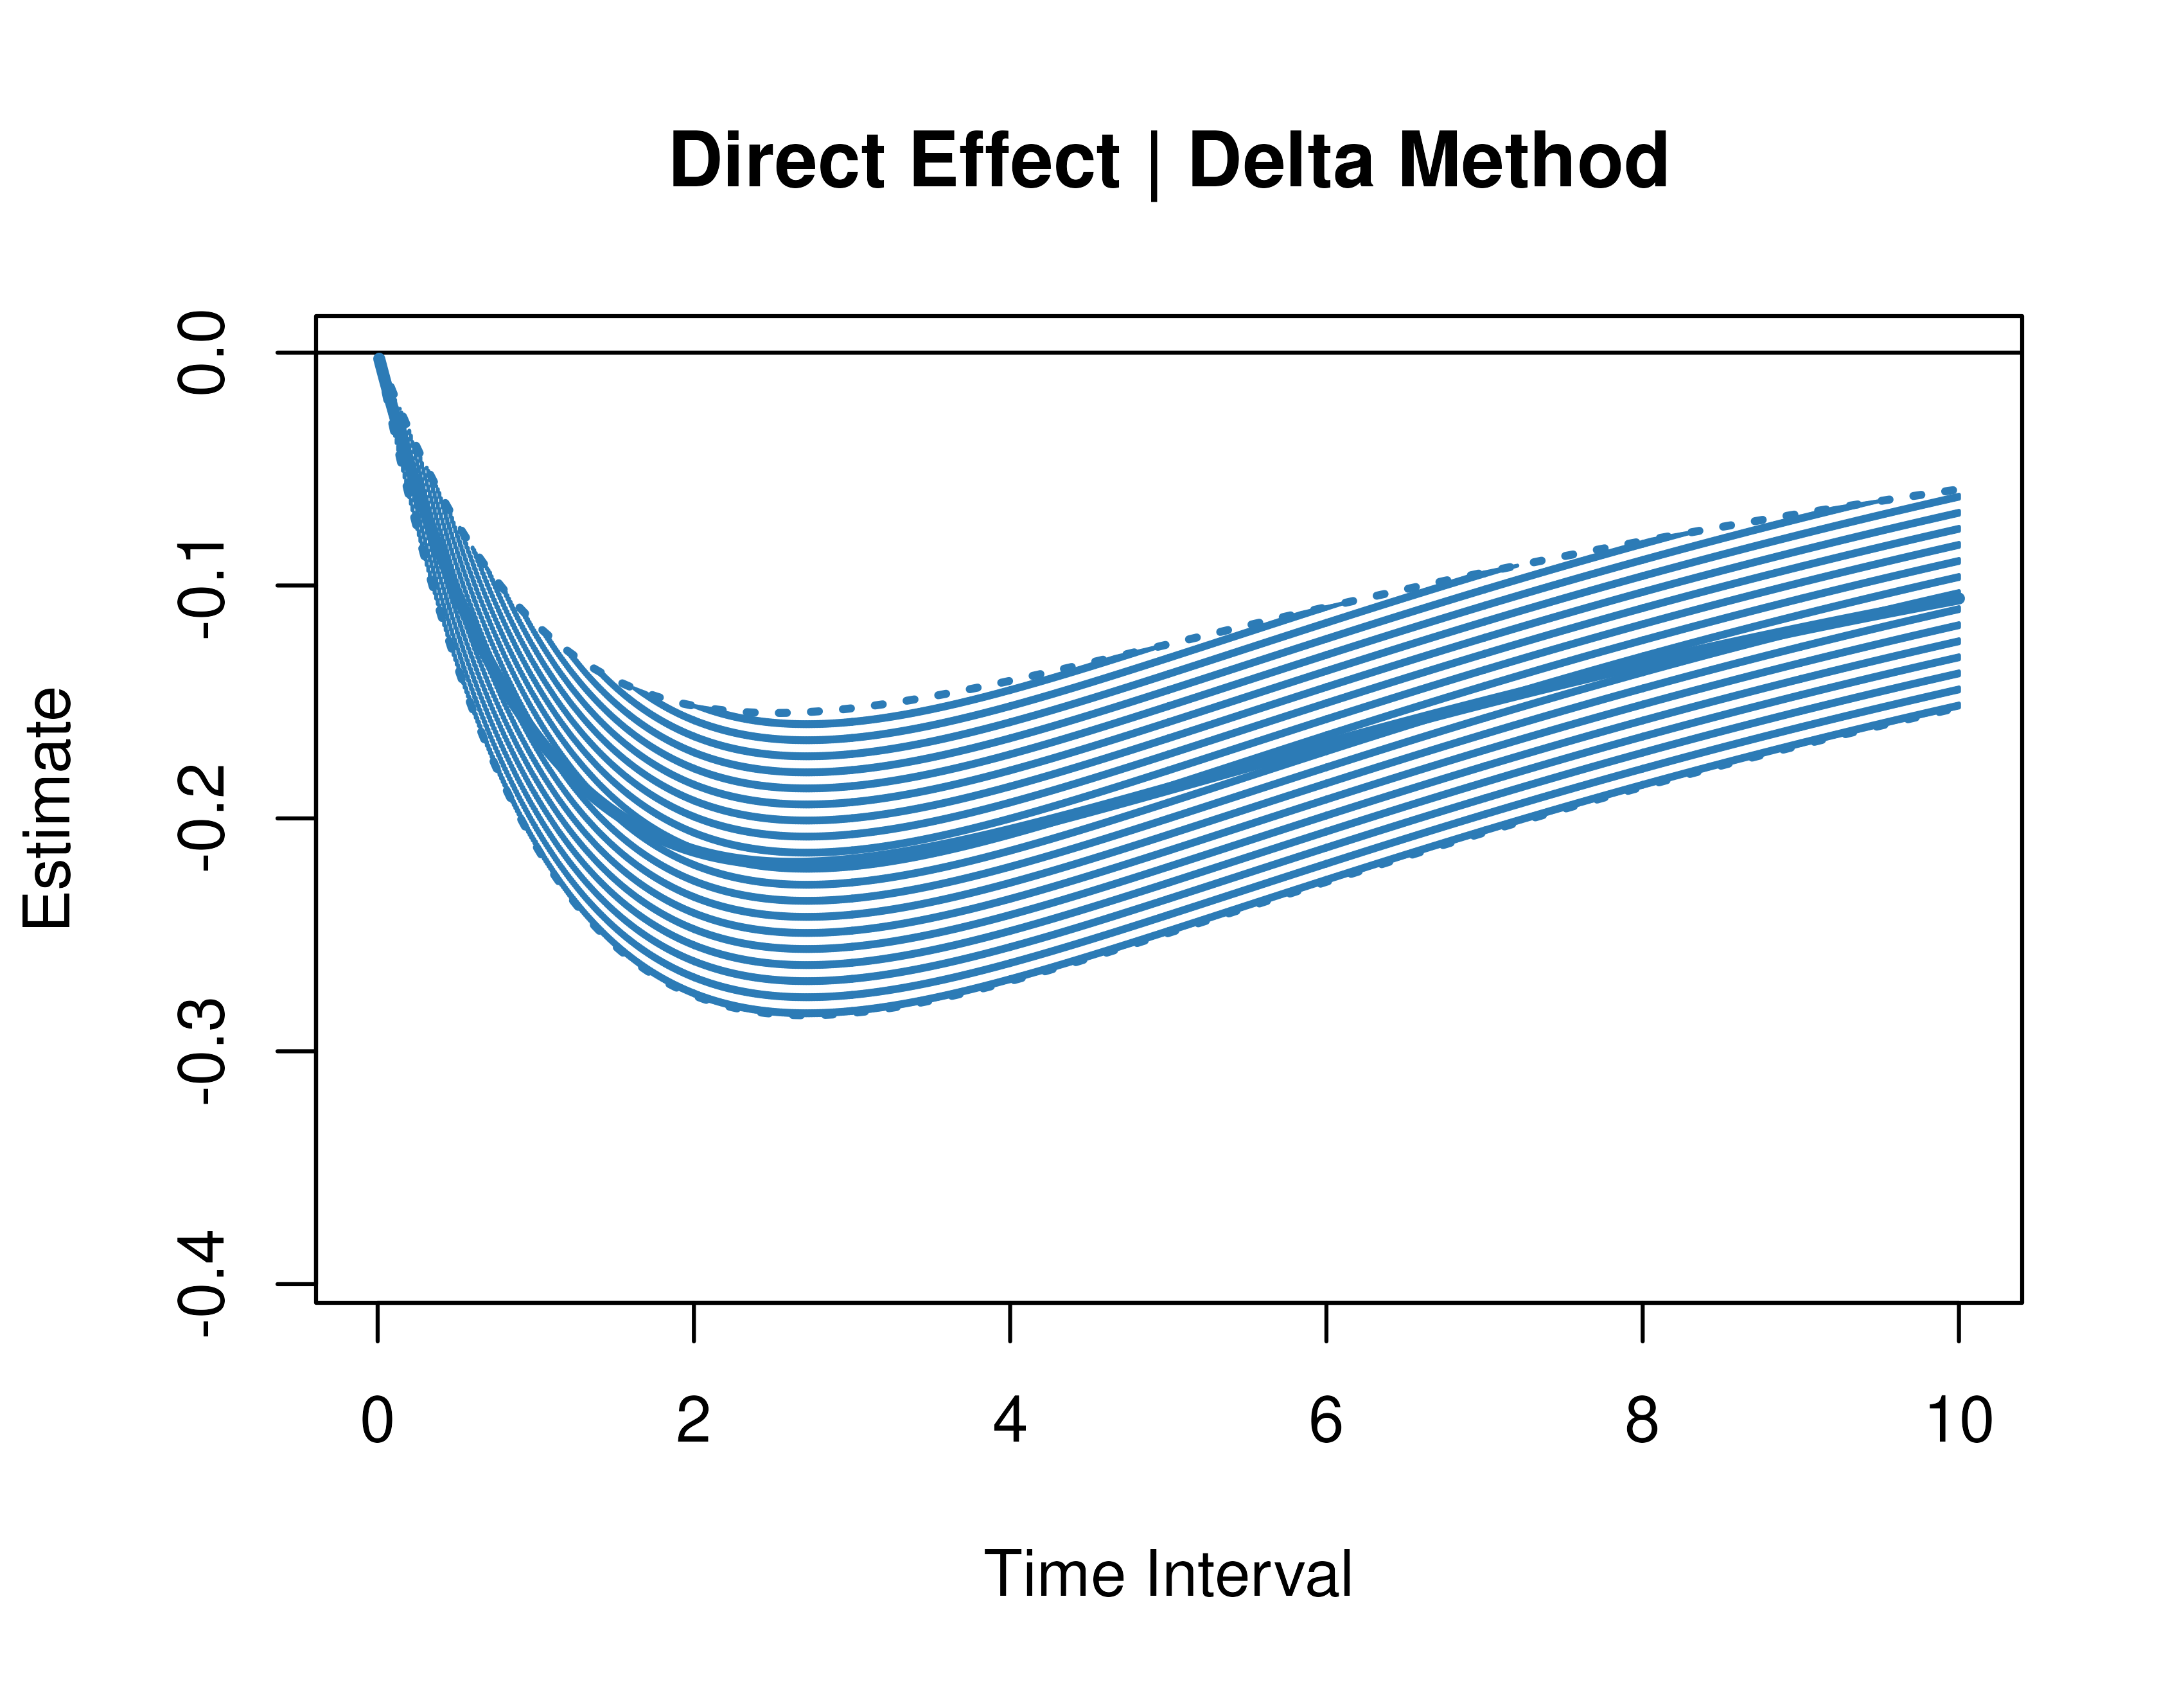 Direct Effect | Delta Method
Estimate
0.0
-0.1
-0.2
-0.3
-0.4
0 2 4 6 8 10
Time Interval